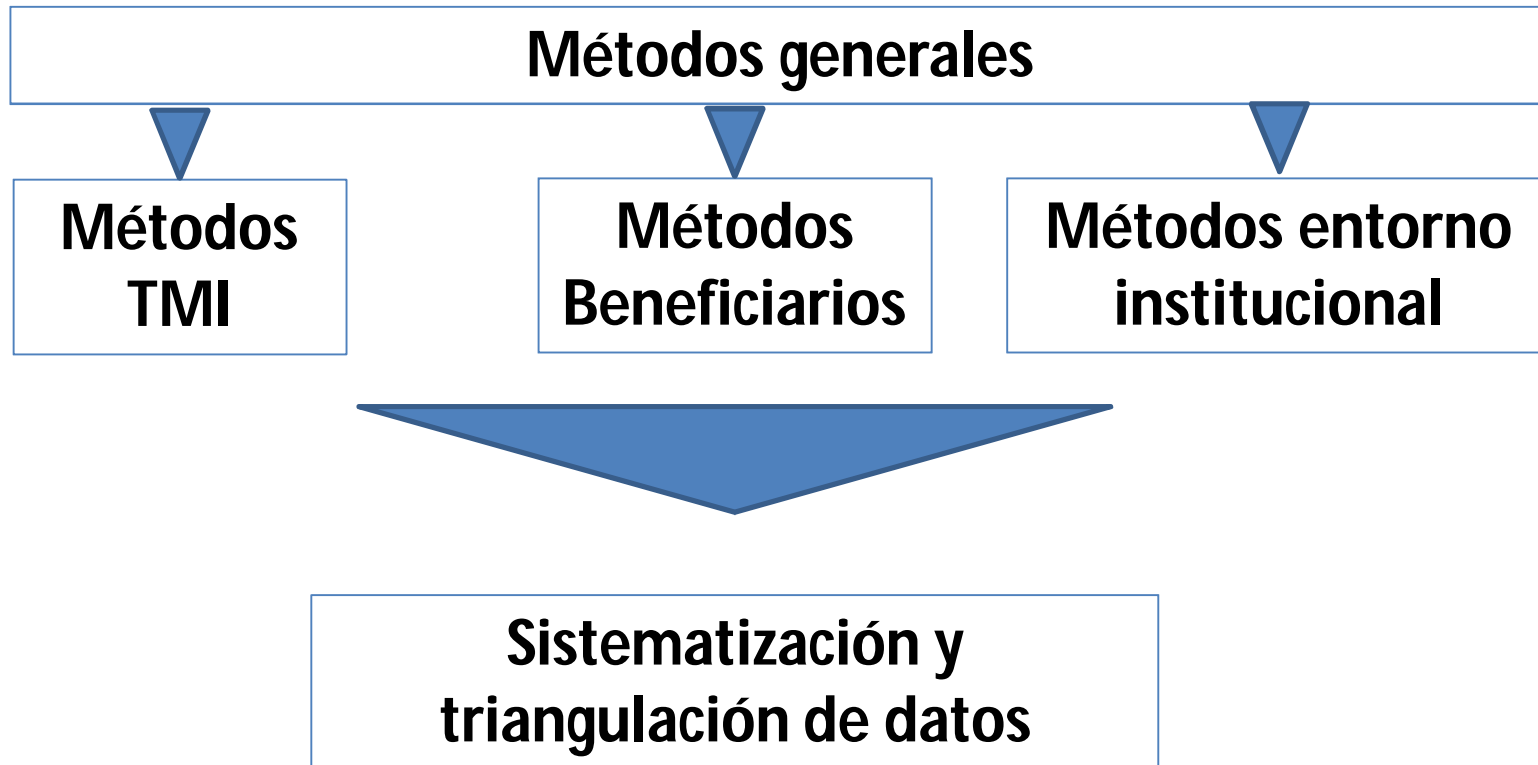 Métodos generales
Métodos
TMI
Métodos
Beneficiarios
Métodos entorno
institucional
Sistematización y
triangulación de datos